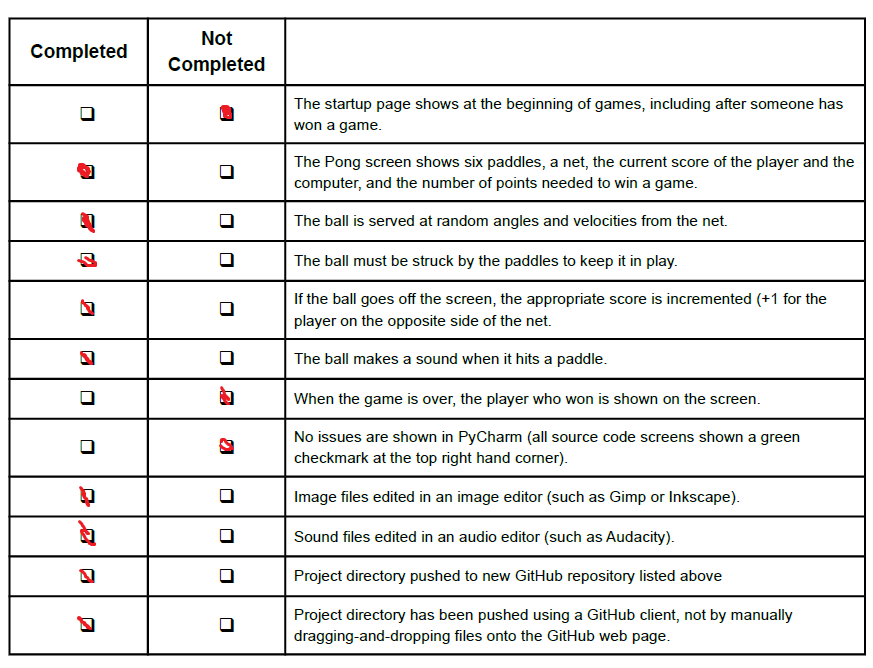 Completed
Not
Completed
The startup page shows at the beginning of games, including after someone has
won a game.
The Pong screen shows six paddles, a net, the current score of the player and the
computer, and the number of points needed to win a game.
The ball is served at random angles and velocities from the net.
The ball must be struck by the paddles to keep it in play.
If the ball goes off the screen, the appropriate score is incremented (+1 for the
player on the opposite side of the net.
The ball makes a sound when it hits a paddle.
When the game is over, the player who won is shown on the screen.
No issues are shown in PyCharm (all source code screens shown a green
checkmark at the top right hand corner).
Image files edited in an image editor (such as Gimp or Inkscape).
Sound files edited in an audio editor (such as Audacity).
Project directory pushed to new GitHub repository listed above
Project directory has been pushed using a GitHub client, not by manually
dragging-and-dropping files onto the GitHub web page.